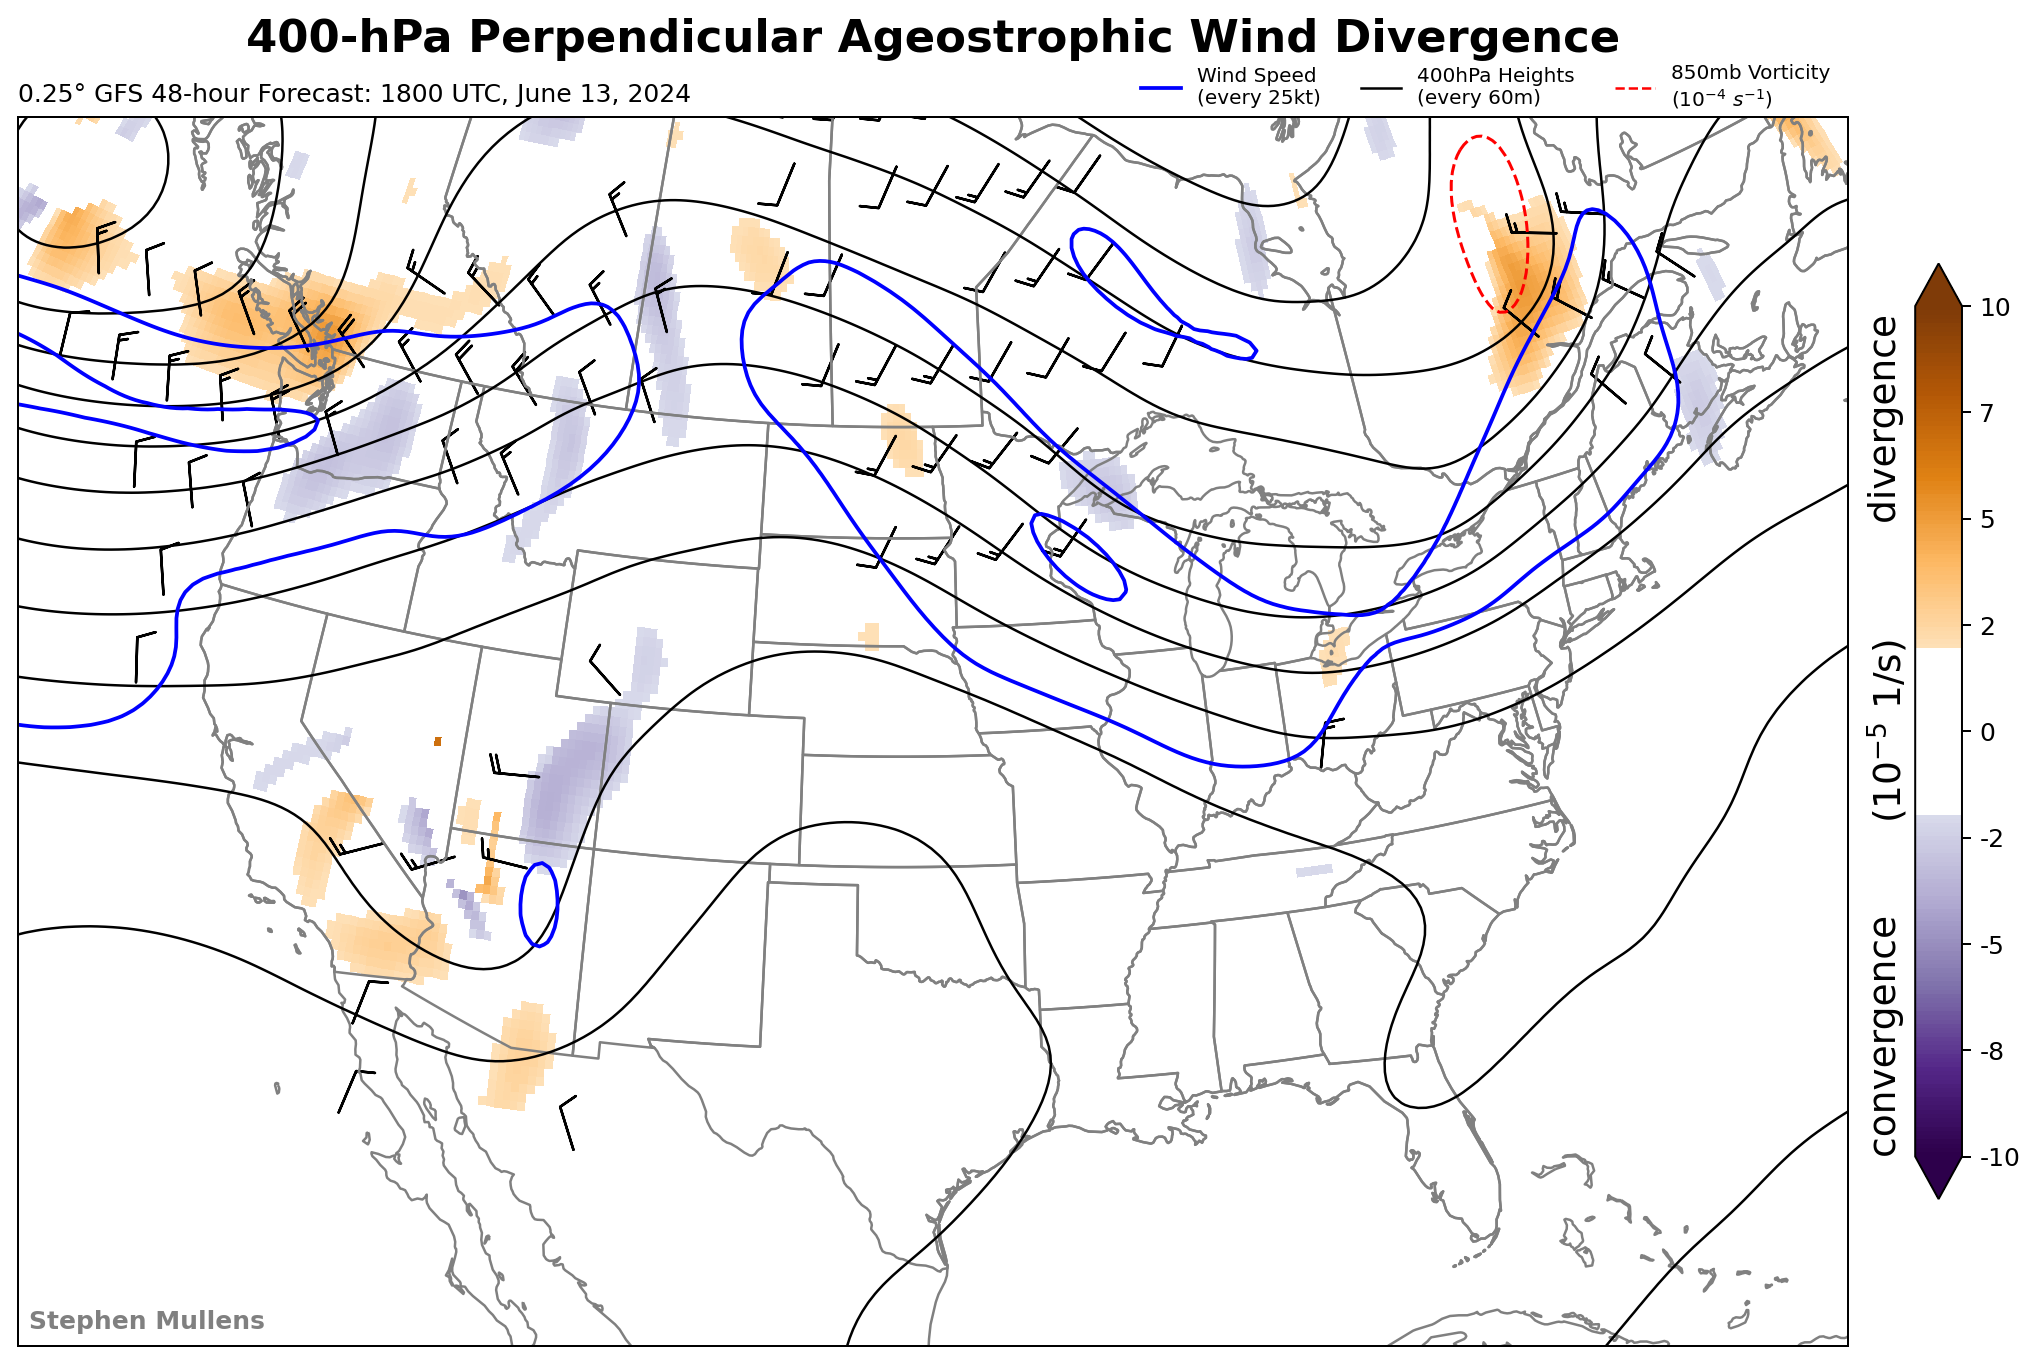 400-hPa Perpendicular Ageostrophic Wind Divergence
0.25° GFS 48-hour Forecast: 1800 UTC, June 13, 2024
Wind Speed
(every 25kt)
400hPa Heights
(every 60m)
850mb Vorticity
(10⁻⁴ s⁻¹)
10
7
5
2
0
-2
-5
-8
-10
convergence (10⁻⁵ 1/s) divergence
Stephen Mullens